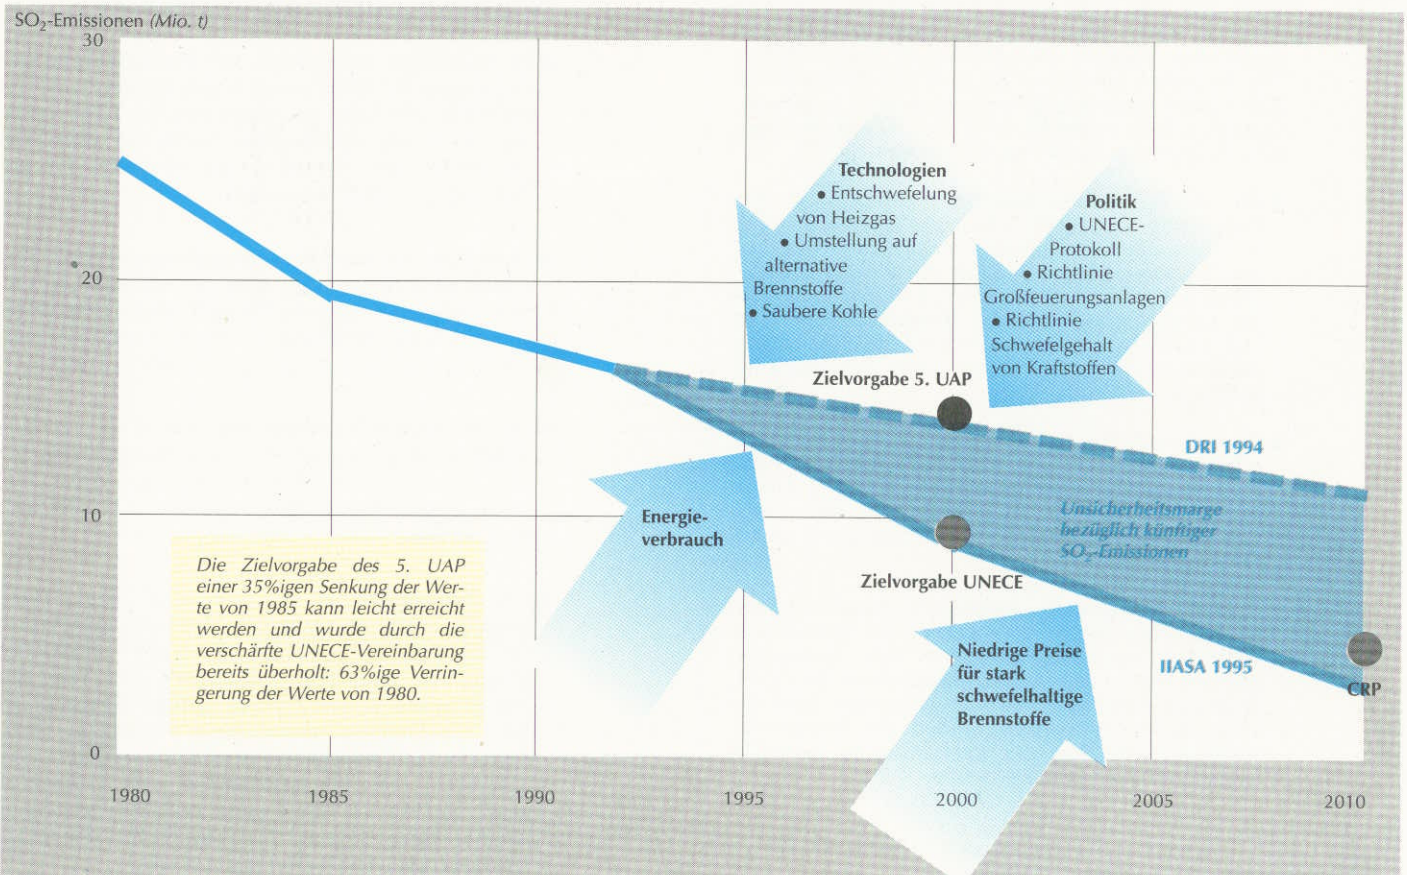 SO₂-Emissionen (Mio. t)
30
20
10
0
1980
1985
1990
1995
2000
2005
2010
Technologien
• Entschwefelung
von Heizgas
• Umstellung auf
alternative
Brennstoffe
• Saubere Kohle
Politik
• UNECE-
Protokoll
• Richtlinie
Großfeuerungsanlagen
• Richtlinie
Schwefelgehalt
von Kraftstoffen
Zielvorgabe 5. UAP
DRI 1994
Unsicherheitsmarge
bezüglich künftiger
SO₂-Emissionen
Energie-
verbrauch
Zielvorgabe UNECE
Niedrige Preise
für stark
schwefelhaltige
Brennstoffe
IIASA 1995
CRP
Die Zielvorgabe des 5. UAP
einer 35%igen Senkung der Wer-
te von 1985 kann leicht erreicht
werden und wurde durch die
verschärfte UNECE-Vereinbarung
bereits überholt: 63%ige Verrin-
gerung der Werte von 1980.